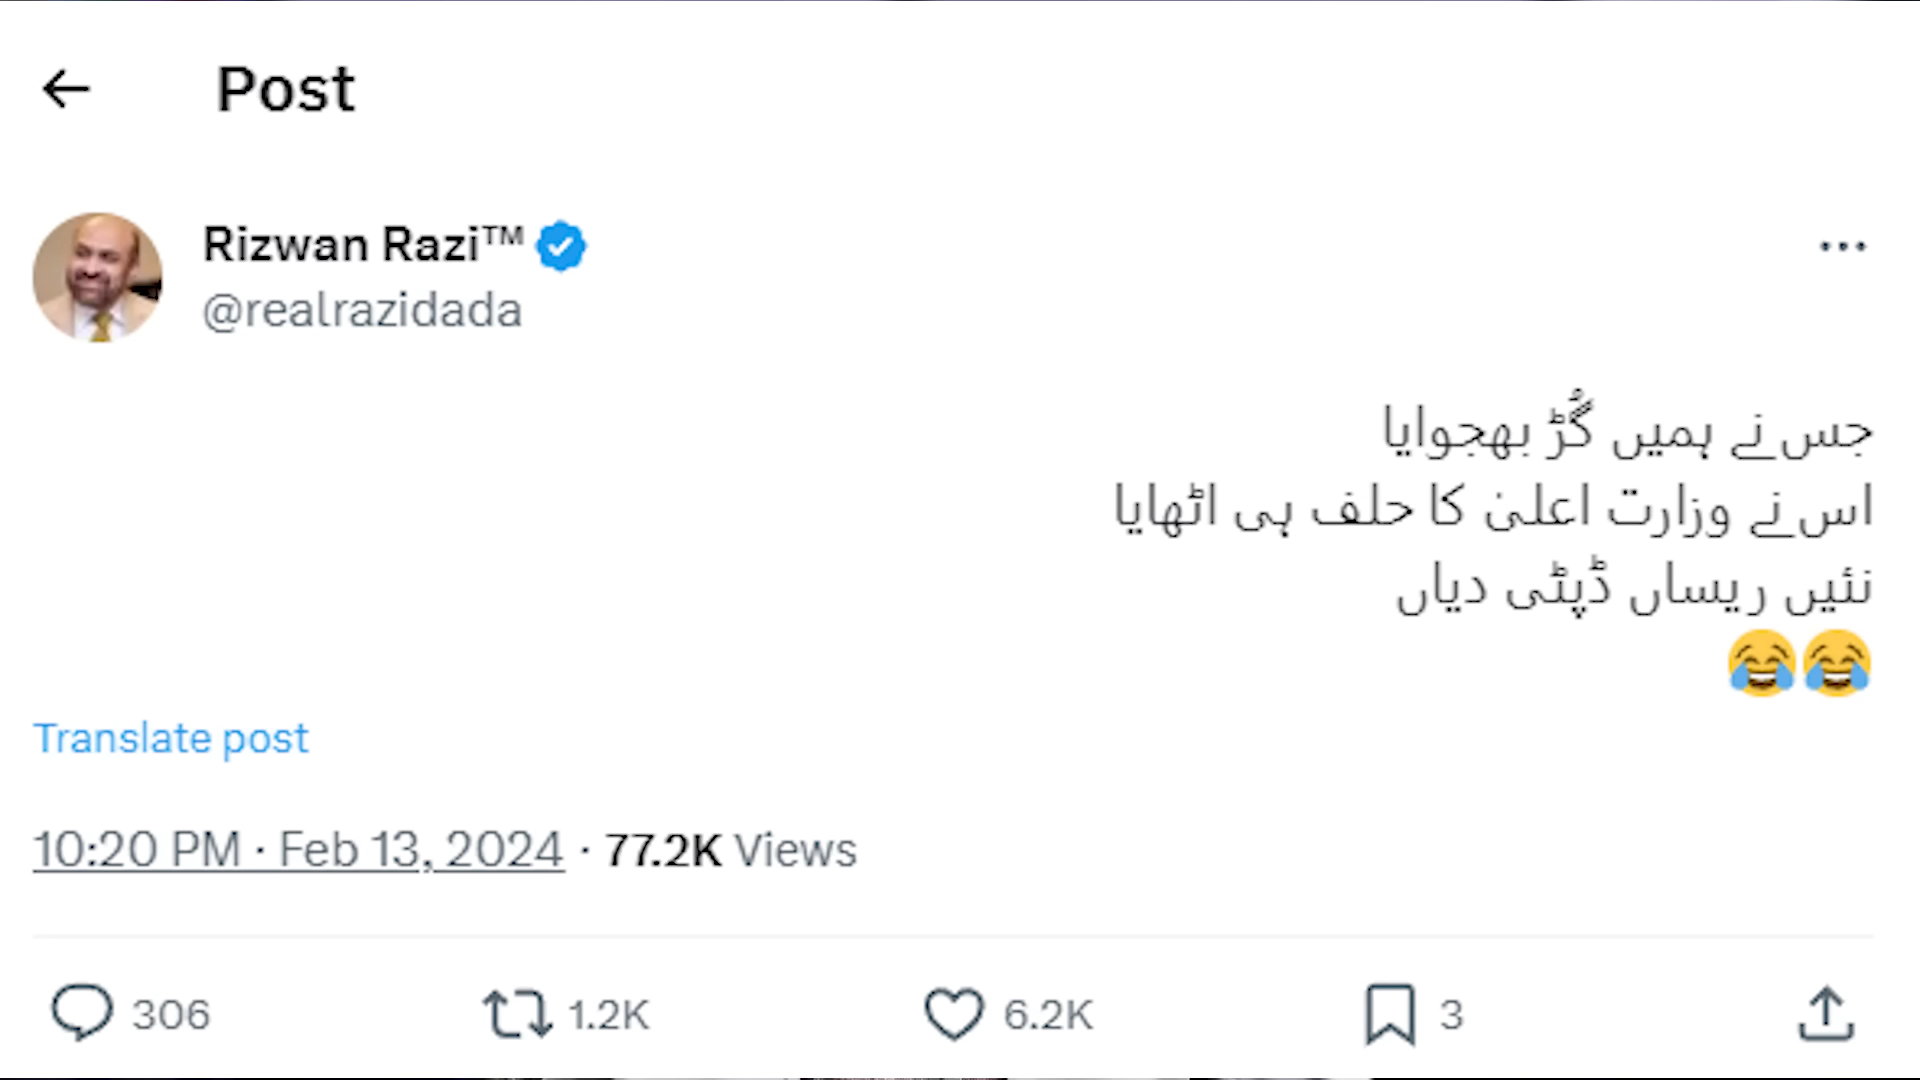 Post
Rizwan Razi™
@realrazidada
جس نے ہمیں گُڑ بھجوایا
اس نے وزارت اعلیٰ کا حلف ہی اٹھایا
نئیں ریساں ڈپٹی دیاں
😂😂
Translate post
10:20 PM · Feb 13, 2024 · 77.2K Views
306 1.2K 6.2K 3